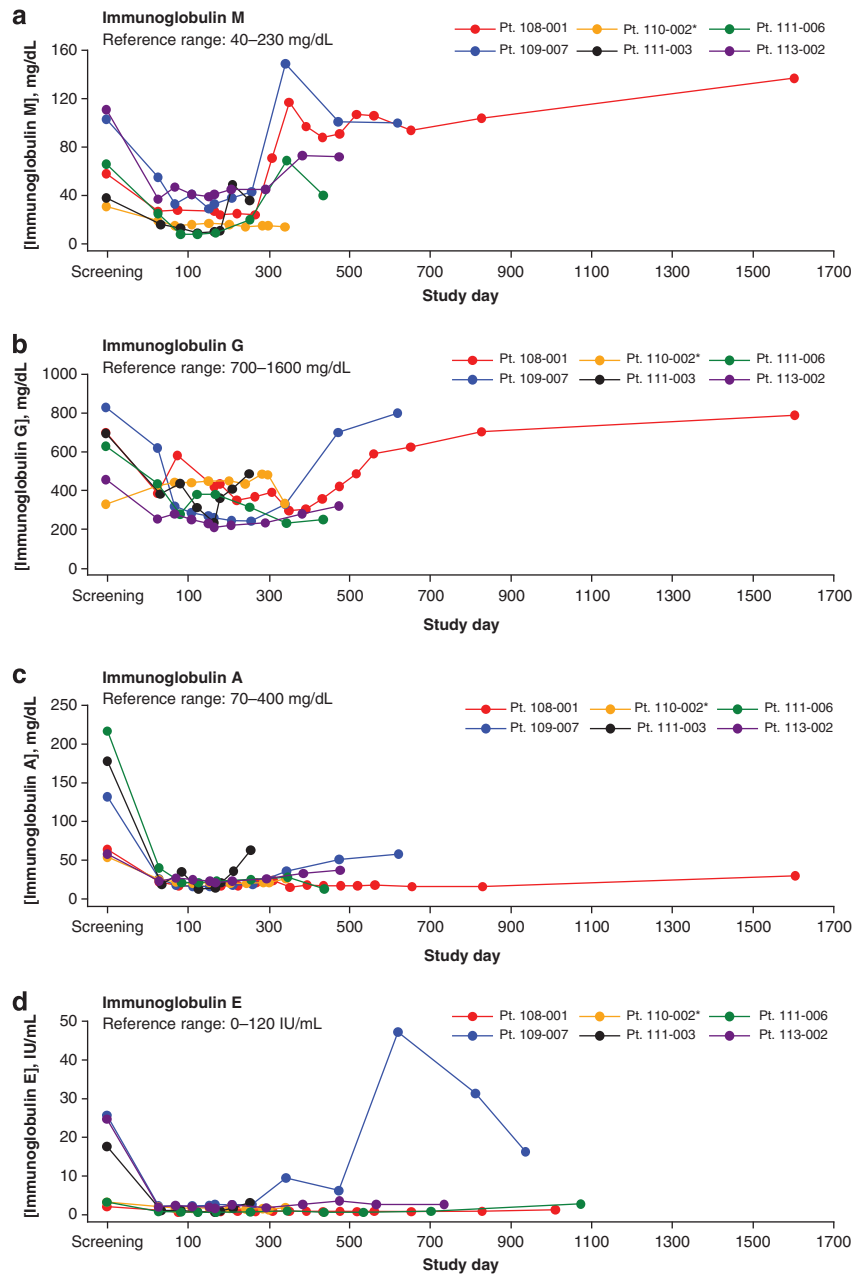 a
Immunoglobulin M
Reference range: 40–230 mg/dL
Pt. 108-001 Pt. 110-002* Pt. 111-006
Pt. 109-007 Pt. 111-003 Pt. 113-002
[Immunoglobulin M], mg/dL
160
120
80
40
0
Screening 100 300 500 700 900 1100 1300 1500 1700
Study day
b
Immunoglobulin G
Reference range: 700–1600 mg/dL
Pt. 108-001 Pt. 110-002* Pt. 111-006
Pt. 109-007 Pt. 111-003 Pt. 113-002
[Immunoglobulin G], mg/dL
1000
800
600
400
200
0
Screening 100 300 500 700 900 1100 1300 1500 1700
Study day
c
Immunoglobulin A
Reference range: 70–400 mg/dL
Pt. 108-001 Pt. 110-002* Pt. 111-006
Pt. 109-007 Pt. 111-003 Pt. 113-002
[Immunoglobulin A], mg/dL
250
200
150
100
50
0
Screening 100 300 500 700 900 1100 1300 1500 1700
Study day
d
Immunoglobulin E
Reference range: 0–120 IU/mL
Pt. 108-001 Pt. 110-002* Pt. 111-006
Pt. 109-007 Pt. 111-003 Pt. 113-002
[Immunoglobulin E], IU/mL
50
40
30
20
10
0
Screening 100 300 500 700 900 1100 1300 1500 1700
Study day